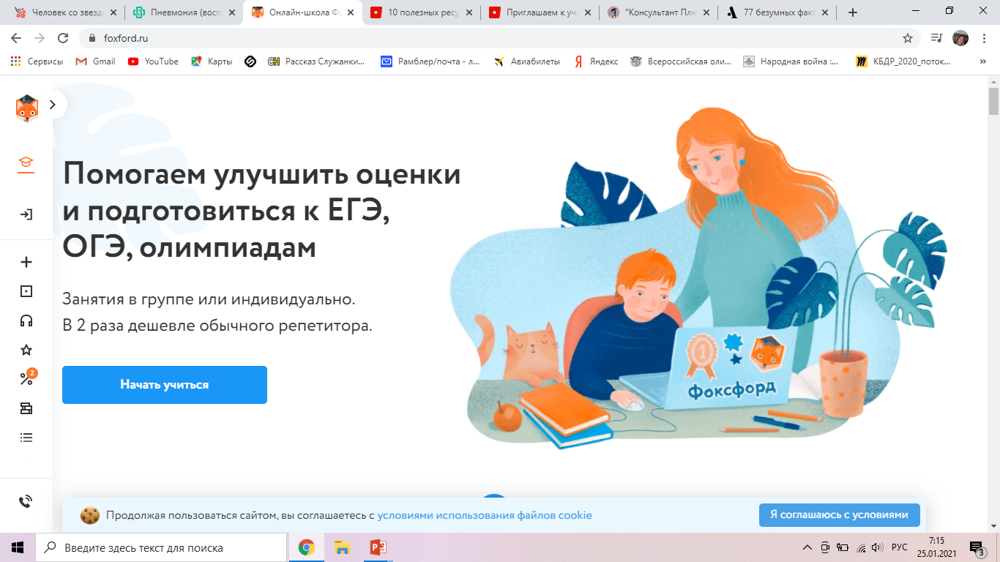 Человек со звезд
Пневмония (восп
Онлайн-школа Фо
10 полезных ресу
Приглашаем к уча
"Консультант Плю
77 безумных факт
foxford.ru
Сервисы
Gmail
YouTube
Карты
Рассказ Служанки...
Рамблер/почта - л...
Авиабилеты
Яндекс
Всероссийская оли...
Народная война :...
КБДР_2020_поток...
Помогаем улучшить оценки
и подготовиться к ЕГЭ,
ОГЭ, олимпиадам
Занятия в группе или индивидуально.
В 2 раза дешевле обычного репетитора.
Начать учиться
2
1
Фоксфорд
Продолжая пользоваться сайтом, вы соглашаетесь с условиями использования файлов cookie
Я соглашаюсь с условиями
Введите здесь текст для поиска
РУС
7:15
25.01.2021
3